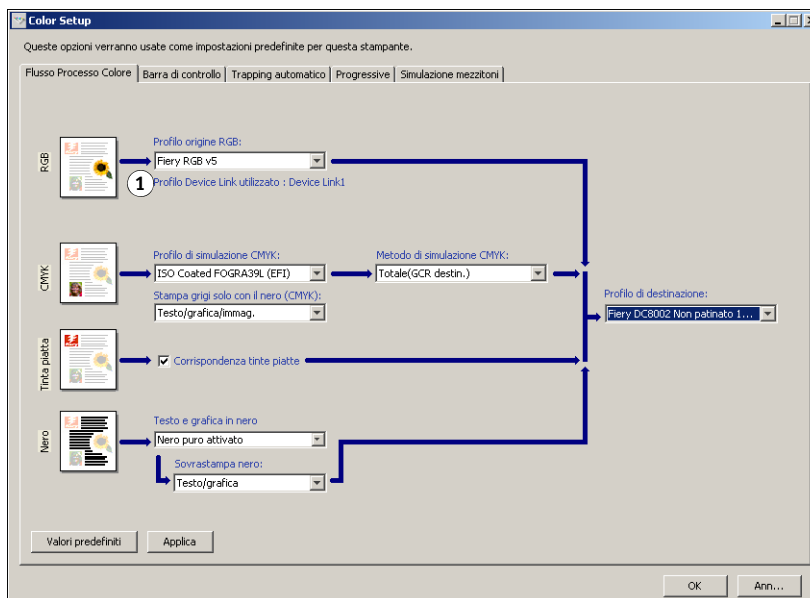 Color Setup
Queste opzioni verranno usate come impostazioni predefinite per questa stampante.
Flusso Processo Colore
Barra di controllo
Trapping automatico
Progressive
Simulazione mezzitoni
RGB
Profilo origine RGB:
Fiery RGB v5
1
Profilo Device Link utilizzato : Device Link1
CMYK
Profilo di simulazione CMYK:
ISO Coated FOGRA39L (EFI)
Metodo di simulazione CMYK:
Totale(GCR destin.)
Stampa grigi solo con il nero (CMYK):
Testo/grafica/immag.
Profilo di destinazione:
Fiery DC8002 Non patinato 1...
Tinta piatta
Corrispondenza tinte piatte
Nero
Testo e grafica in nero
Nero puro attivato
Sovrastampa nero:
Testo/grafica
Valori predefiniti
Applica
OK
Ann...